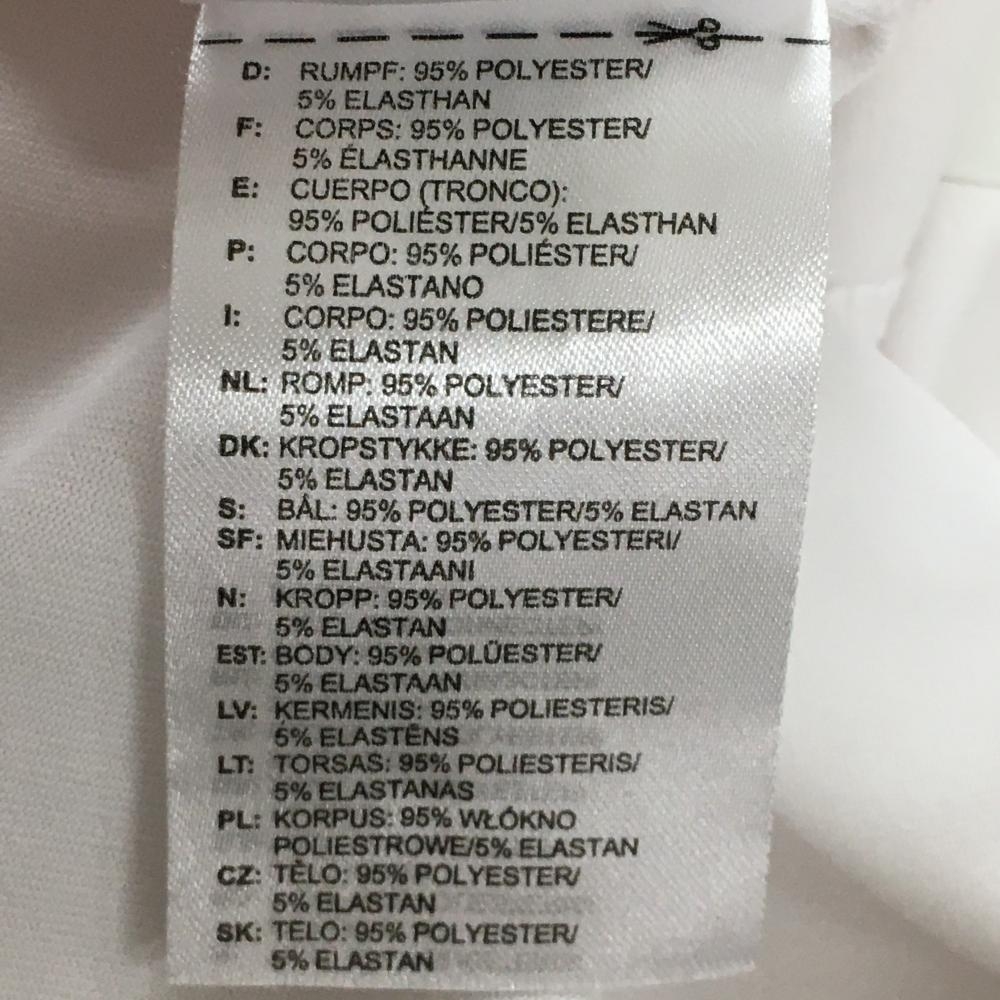 D: RUMPF: 95% POLYESTER/
5% ELASTHAN
F: CORPS: 95% POLYESTER/
5% ÉLASTHANNE
E: CUERPO (TRONCO):
95% POLIÉSTER/5% ELASTHAN
P: CORPO: 95% POLIÉSTER/
5% ELASTANO
I: CORPO: 95% POLIESTERE/
5% ELASTAN
NL: ROMP: 95% POLYESTER/
5% ELASTAAN
DK: KROPSTYKKE: 95% POLYESTER/
5% ELASTAN
S: BÅL: 95% POLYESTER/5% ELASTAN
SF: MIEHUSTA: 95% POLYESTERI/
5% ELASTAANI
N: KROPP: 95% POLYESTER/
5% ELASTAN
EST: BODY: 95% POLÜESTER/
5% ELASTAAN
LV: ĶERMENIS: 95% POLIESTERIS/
5% ELASTĒNS
LT: TORSAS: 95% POLIESTERIS/
5% ELASTANAS
PL: KORPUS: 95% WŁÓKNO
POLIESTROWE/5% ELASTAN
CZ: TĚLO: 95% POLYESTER/
5% ELASTAN
SK: TELO: 95% POLYESTER/
5% ELASTAN